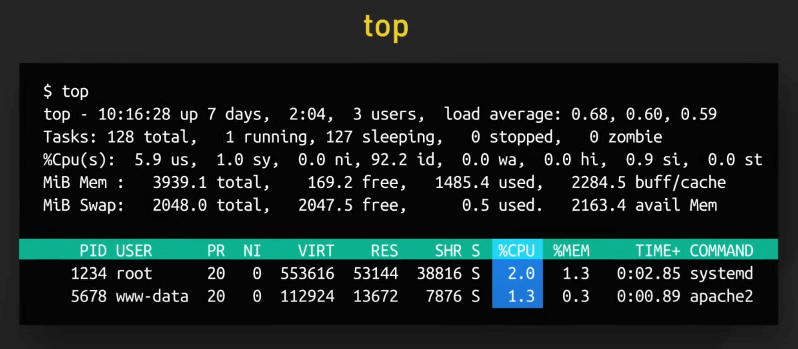 top
$ top
top - 10:16:28 up 7 days,  2:04,  3 users,  load average: 0.68, 0.60, 0.59
Tasks: 128 total,   1 running, 127 sleeping,   0 stopped,   0 zombie
%Cpu(s):  5.9 us,  1.0 sy,  0.0 ni, 92.2 id,  0.0 wa,  0.0 hi,  0.9 si,  0.0 st
MiB Mem :   3939.1 total,    169.2 free,   1485.4 used,   2284.5 buff/cache
MiB Swap:   2048.0 total,   2047.5 free,      0.5 used.   2163.4 avail Mem
PID USER      PR  NI    VIRT    RES    SHR S  %CPU  %MEM     TIME+ COMMAND
1234 root      20   0  553616  53144  38816 S   2.0   1.3   0:02.85 systemd
5678 www-data  20   0  112924  13672   7876 S   1.3   0.3   0:00.89 apache2